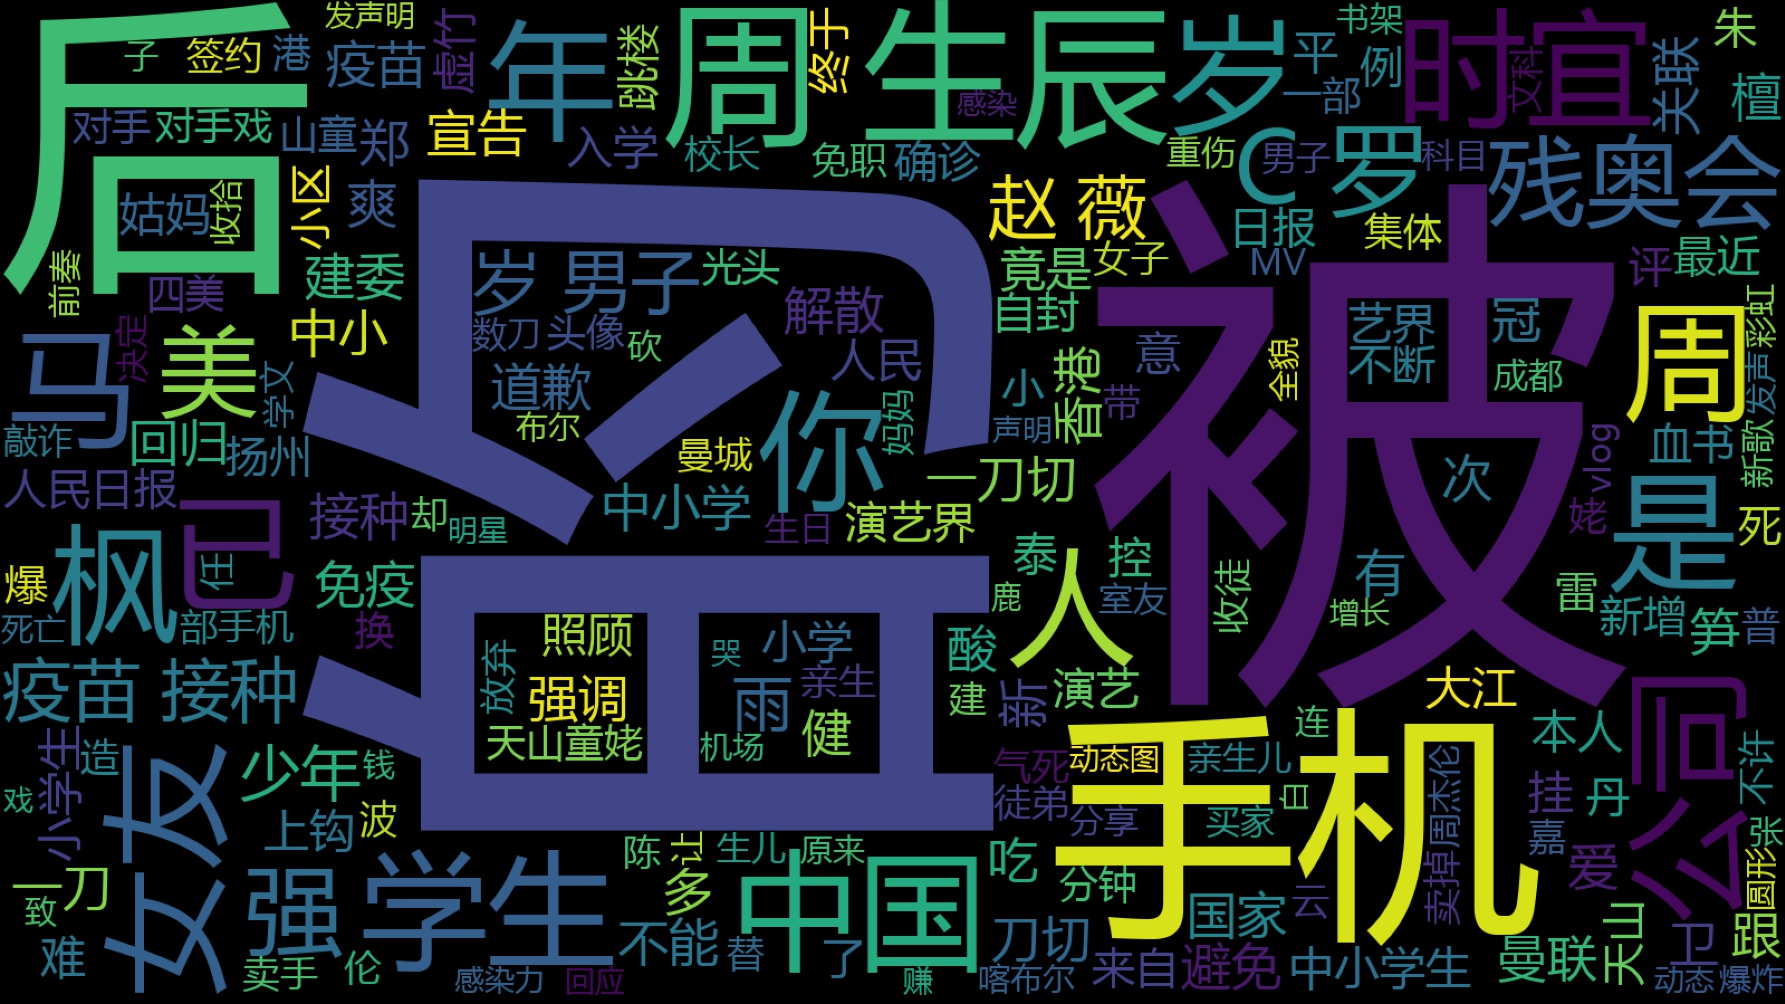 后
发声明
子
签约
港
疫苗
虚竹
年
跳楼
周 生辰
终于
感染
岁
平
书架
例
一部
时宜
文科
关联
朱
檀
对手
对手戏
山童
郑
宣告
入学
校长
免职
确诊
重伤
男子
科目
C 罗
残奥会
姑妈
收拾
小区
爽
赵 薇
日报
集体
前奏
四美
建委
竟是
女子
MV
评
最近
会
岁 男子
光头
被
马
决定
美
中小
数刀
头像
砍
解散
自封
意
全貌
艺界
不断
冠
成都
周
彩虹
发声
学文
道歉
人民
香港
小
带
敲诈
回归
扬州
布尔
曼城
你
妈妈
声明
血书
新歌
人民日报
接种
却
明星
中小学
生日
演艺界
一刀切
次
vlog
姥
是
死
枫
们
任
爆
免疫
泰
控
有
死亡
部手机
换
鹿
人
室友
收徒
增长
雷
新增
笋
普
疫苗 接种
曹
放弃
照顾
强调
天山童姥
哭
小学
雨
亲生
机场
健
酸
建
新
演艺
大江
小学生
造
女友
少年
钱
戏
上钩
波
气死
动态图
徒弟
分享
手机
亲生儿
连
买家
白
卖掉周杰伦
本人
挂
丹
嘉
公司
不许
一刀
致
难
强
学生
陈
让
生儿
原来
多
中国
吃
分钟
国家
云
爱
张
圆形
卖手
伦
感染力
回应
不能
替
了
赚
刀切
喀布尔
来自
避免
中小学生
曼联
天山
卫
跟
动态
爆炸